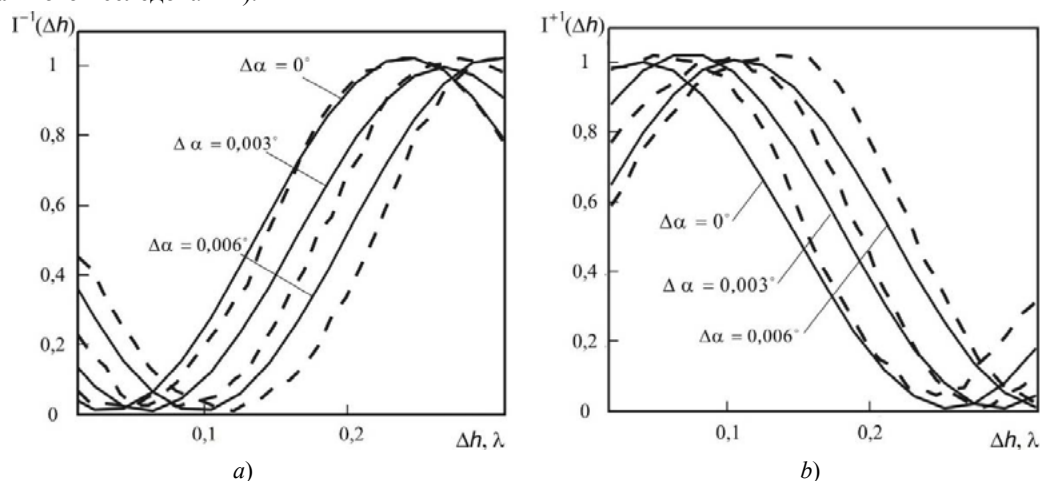 I⁻¹(Δh)
1
0,8
0,6
0,4
0,2
0
0,1
0,2
Δh, λ
Δα = 0°
Δ α = 0,003°
Δα = 0,006°
a)
I⁺¹(Δh)
1
0,8
0,6
0,4
0,2
0
0,1
0,2
Δh, λ
Δα = 0°
Δ α = 0,003°
Δα = 0,006°
b)